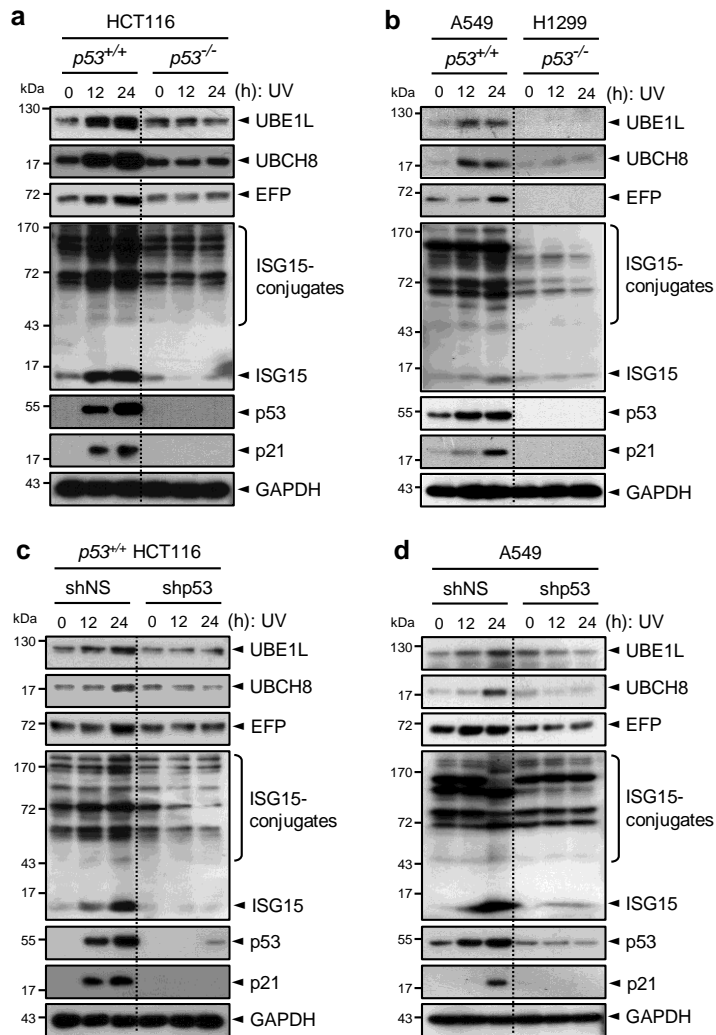 a
HCT116
p53+/+ p53-/-
kDa 0 12 24 0 12 24 (h): UV
130
UBE1L
17
UBCH8
72
EFP
170
72
43
17
ISG15-
conjugates
ISG15
55
p53
17
p21
43
GAPDH
b
A549 H1299
p53+/+ p53-/-
kDa 0 12 24 0 12 24 (h): UV
130
UBE1L
17
UBCH8
72
EFP
170
72
43
17
ISG15-
conjugates
ISG15
55
p53
17
p21
43
GAPDH
c
p53+/+ HCT116
shNS shp53
kDa 0 12 24 0 12 24 (h): UV
130
UBE1L
17
UBCH8
72
EFP
170
72
43
17
ISG15-
conjugates
ISG15
55
p53
17
p21
43
GAPDH
d
A549
shNS shp53
kDa 0 12 24 0 12 24 (h): UV
130
UBE1L
17
UBCH8
72
EFP
170
72
43
17
ISG15-
conjugates
ISG15
55
p53
17
p21
43
GAPDH